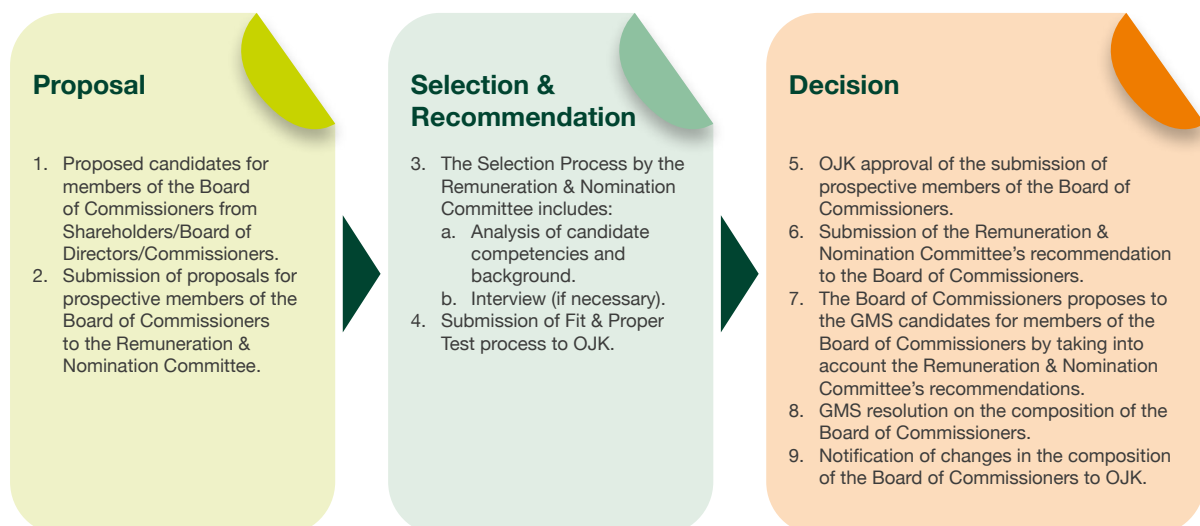 Proposal
1. Proposed candidates for
members of the Board
of Commissioners from
Shareholders/Board of
Directors/Commissioners.
2. Submission of proposals for
prospective members of the
Board of Commissioners
to the Remuneration &
Nomination Committee.
Selection &
Recommendation
3. The Selection Process by the
Remuneration & Nomination
Committee includes:
a. Analysis of candidate
competencies and
background.
b. Interview (if necessary).
4. Submission of Fit & Proper
Test process to OJK.
Decision
5. OJK approval of the submission of
prospective members of the Board of
Commissioners.
6. Submission of the Remuneration &
Nomination Committee’s recommendation
to the Board of Commissioners.
7. The Board of Commissioners proposes to
the GMS candidates for members of the
Board of Commissioners by taking into
account the Remuneration & Nomination
Committee’s recommendations.
8. GMS resolution on the composition of the
Board of Commissioners.
9. Notification of changes in the composition
of the Board of Commissioners to OJK.